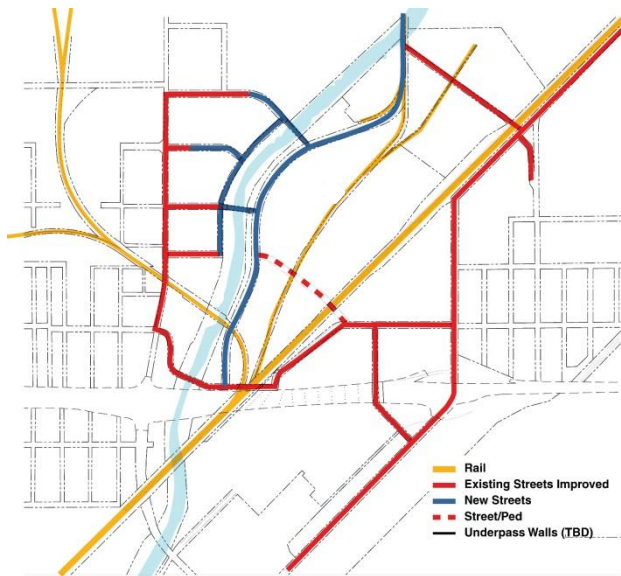 Rail
Existing Streets Improved
New Streets
Street/Ped
Underpass Walls (TBD)